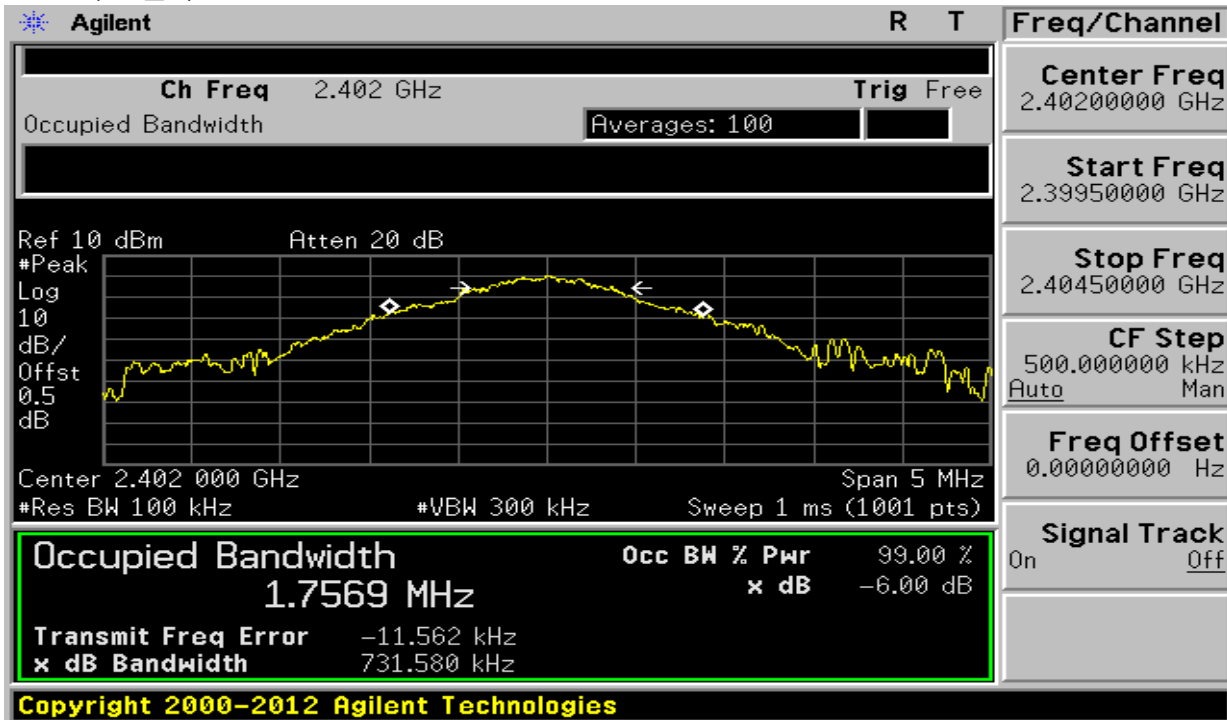 Agilent R T Freq/Channel
Ch Freq 2.402 GHz Trig Free
Occupied Bandwidth Averages: 100
Center Freq
2.40200000 GHz
Start Freq
2.39950000 GHz
Stop Freq
2.40450000 GHz
CF Step
500.000000 kHz
Auto Man
Freq Offset
0.00000000 Hz
Signal Track
On Off
Ref 10 dBm Atten 20 dB
#Peak
Log
10
dB/
Offst
0.5
dB
Center 2.402 000 GHz Span 5 MHz
#Res BW 100 kHz #VBW 300 kHz Sweep 1 ms (1001 pts)
Occupied Bandwidth Occ BW % Pwr 99.00 %
1.7569 MHz x dB -6.00 dB
Transmit Freq Error -11.562 kHz
x dB Bandwidth 731.580 kHz
Copyright 2000-2012 Agilent Technologies